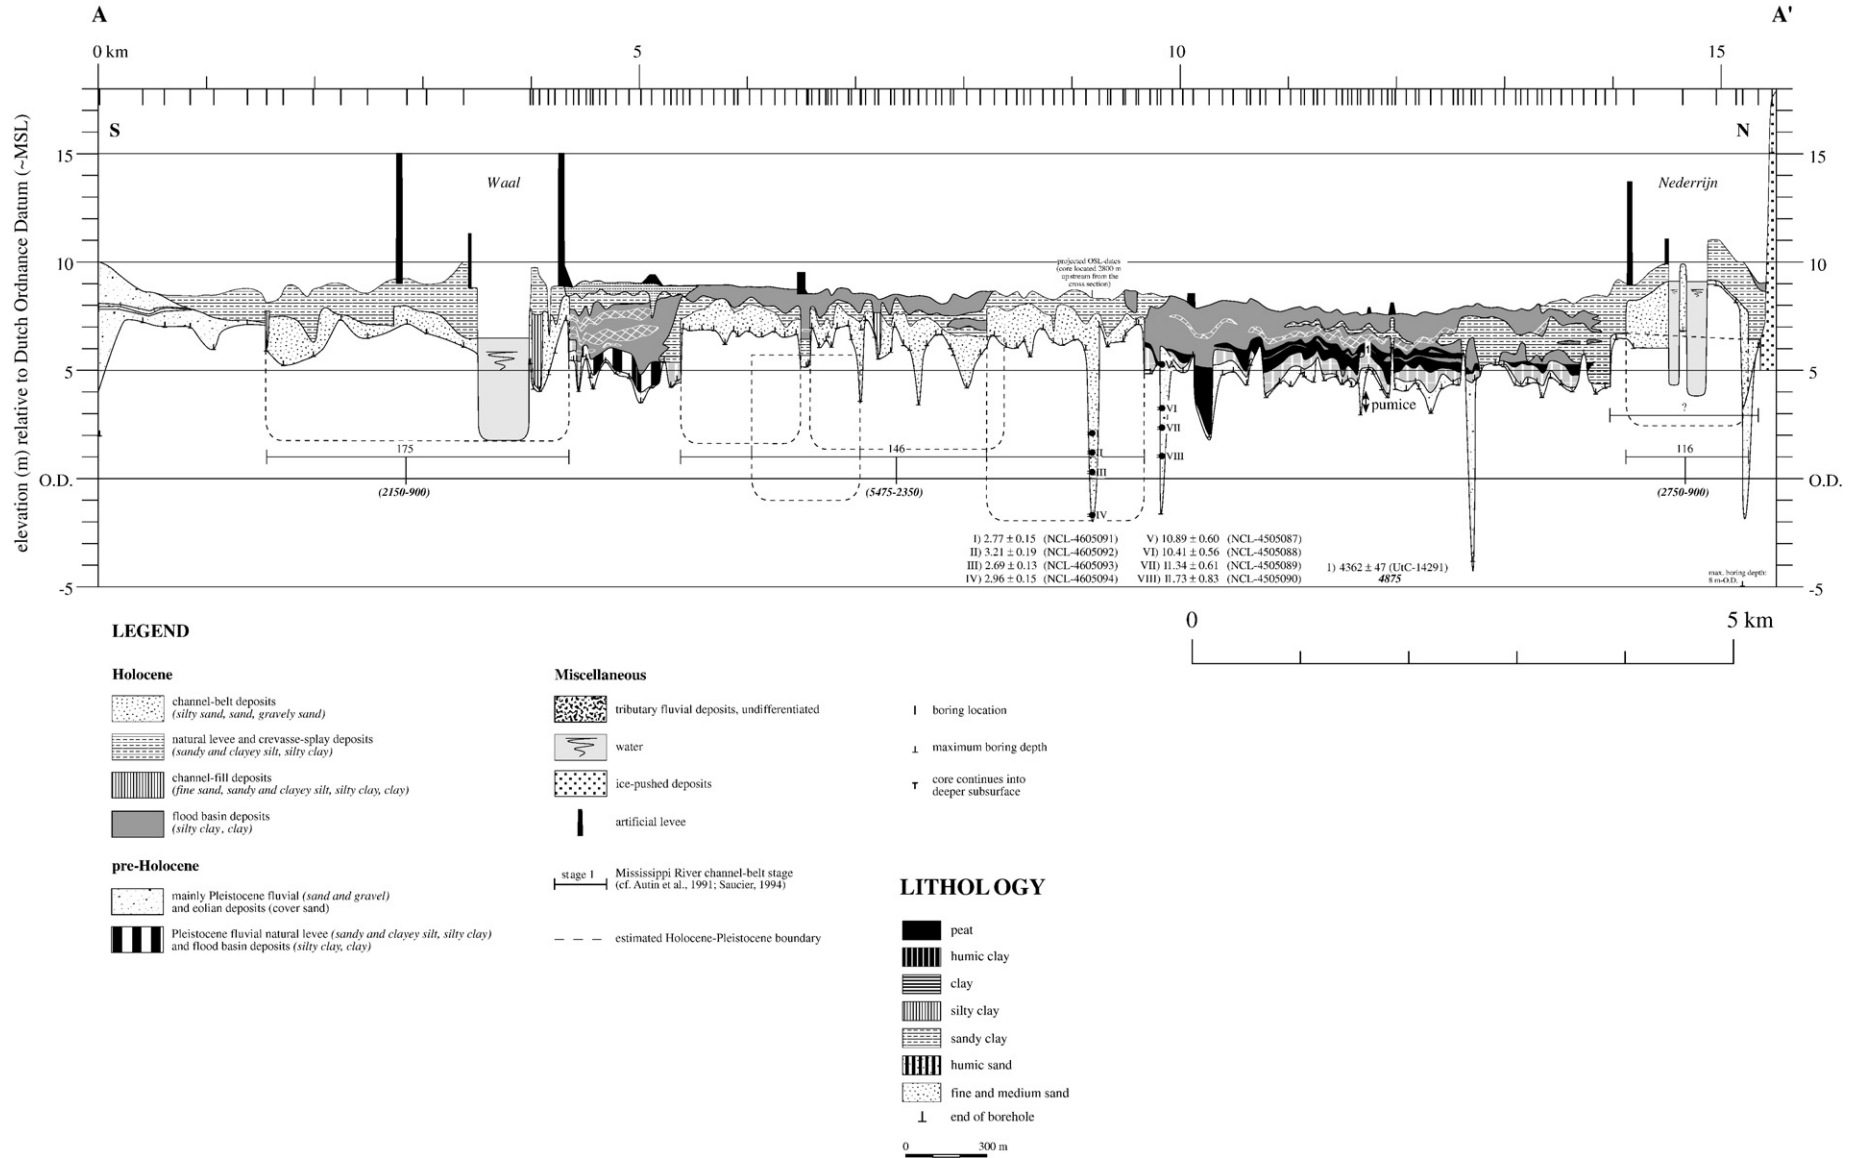 A A'
0 km 5 10 15
S N
15 15
Waal Nederrijn
10 10
projected OSL-dates
(core located 2800 m
upstream from the
cross section)
5 5
1
V
VI
VII
VIII
pumice
?
I
II
III
IV
175 146 116
O.D. O.D.
(2150-900) (5475-2350) (2750-900)
elevation (m) relative to Dutch Ordnance Datum (~MSL)
I) 2.77 ± 0.15 (NCL-4605091) V) 10.89 ± 0.60 (NCL-4505087)
II) 3.21 ± 0.19 (NCL-4605092) VI) 10.41 ± 0.56 (NCL-4505088)
III) 2.69 ± 0.13 (NCL-4605093) VII) 11.34 ± 0.61 (NCL-4505089)
IV) 2.96 ± 0.15 (NCL-4605094) VIII) 11.73 ± 0.83 (NCL-4505090)
1) 4362 ± 47 (UtC-14291)
4875
max. boring depth:
8 m-O.D.
-5 -5
0 5 km
LEGEND
Holocene
channel-belt deposits
(silty sand, sand, gravely sand)
natural levee and crevasse-splay deposits
(sandy and clayey silt, silty clay)
channel-fill deposits
(fine sand, sandy and clayey silt, silty clay, clay)
flood basin deposits
(silty clay, clay)
pre-Holocene
mainly Pleistocene fluvial (sand and gravel)
and eolian deposits (cover sand)
Pleistocene fluvial natural levee (sandy and clayey silt, silty clay)
and flood basin deposits (silty clay, clay)
Miscellaneous
tributary fluvial deposits, undifferentiated
water
ice-pushed deposits
artificial levee
stage 1
Mississippi River channel-belt stage
(cf. Autin et al., 1991; Saucier, 1994)
estimated Holocene-Pleistocene boundary
boring location
maximum boring depth
core continues into
deeper subsurface
LITHOLOGY
peat
humic clay
clay
silty clay
sandy clay
humic sand
fine and medium sand
end of borehole
0 300 m